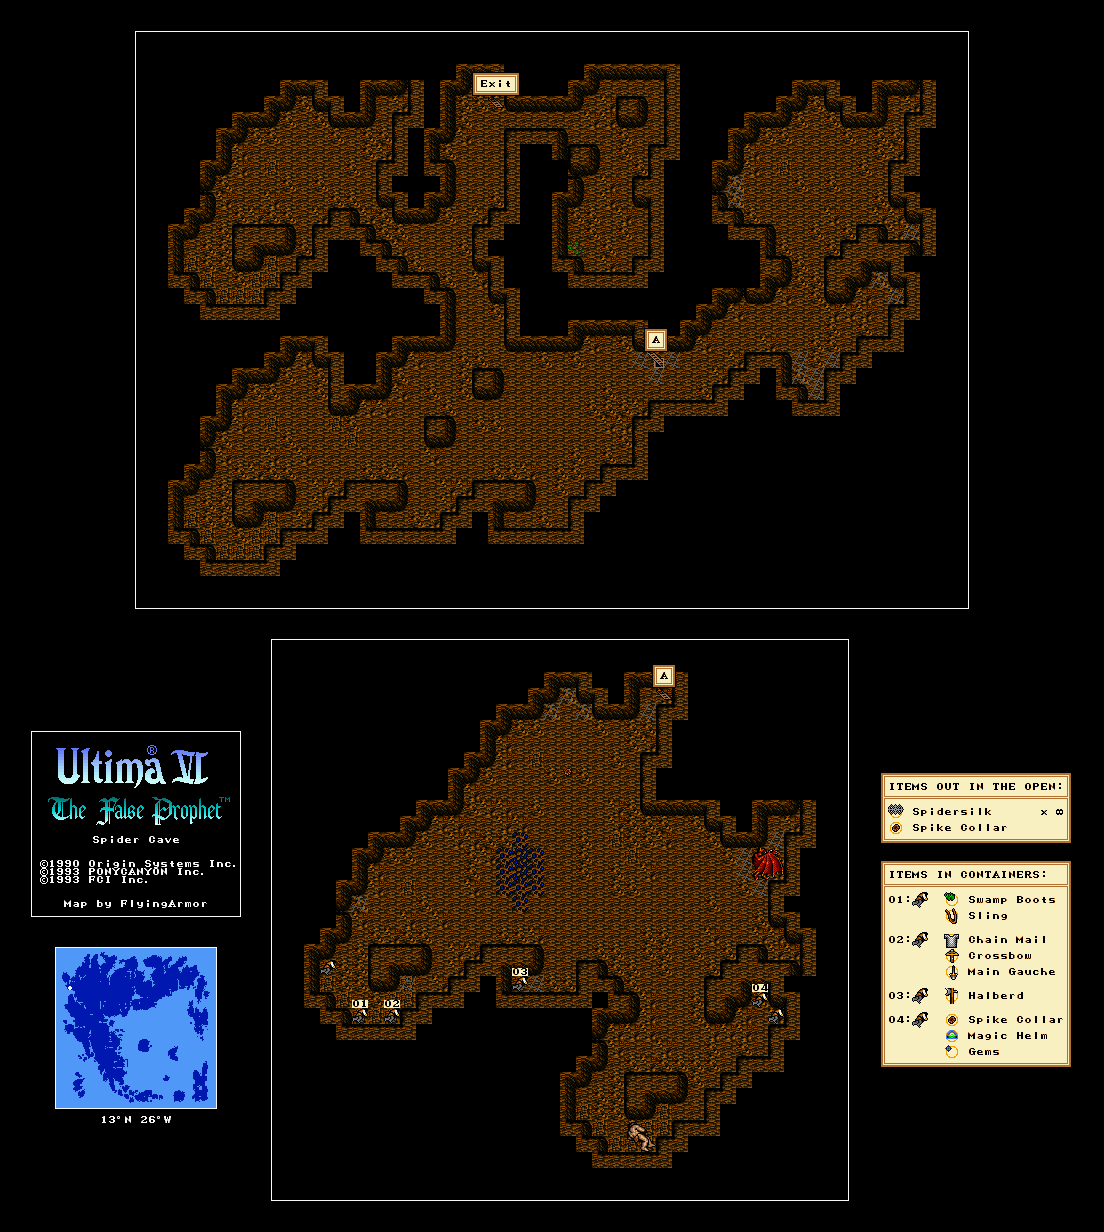 Exit
A
A
03
04
01
02
Ultima® VI
The False Prophet™
Spider Cave
©1990 Origin Systems Inc.
©1993 PONYCANYON Inc.
©1993 FCI Inc.
Map by FlyingArmor
13°N 26°W
ITEMS OUT IN THE OPEN:
Spidersilk x ∞
Spike Collar
ITEMS IN CONTAINERS:
01: Swamp Boots
Sling
02: Chain Mail
Crossbow
Main Gauche
03: Halberd
04: Spike Collar
Magic Helm
Gems